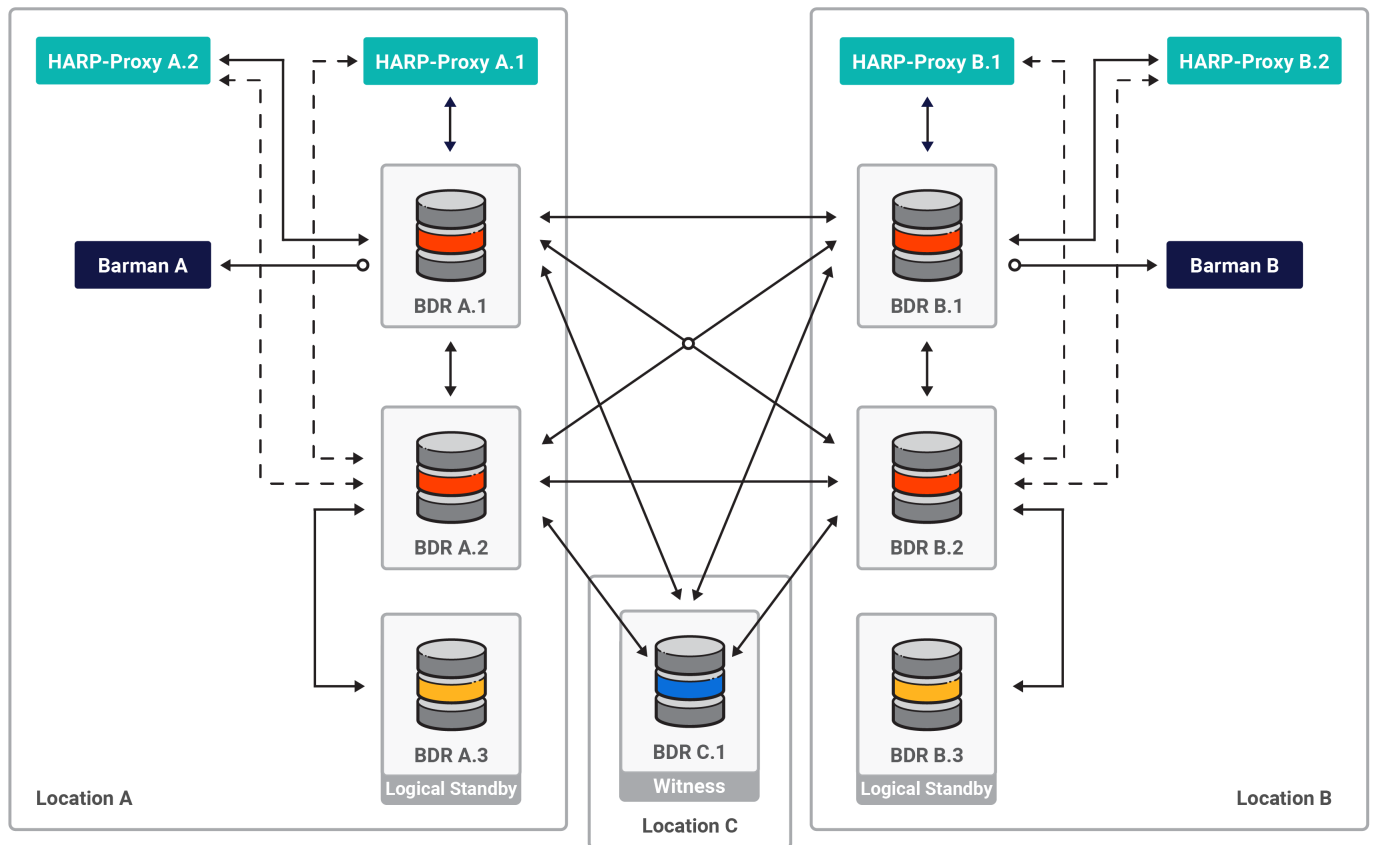 HARP-Proxy A.2
HARP-Proxy A.1
HARP-Proxy B.1
HARP-Proxy B.2
Barman A
BDR A.1
BDR B.1
Barman B
BDR A.2
BDR B.2
BDR A.3
Logical Standby
BDR C.1
Witness
BDR B.3
Logical Standby
Location A
Location C
Location B